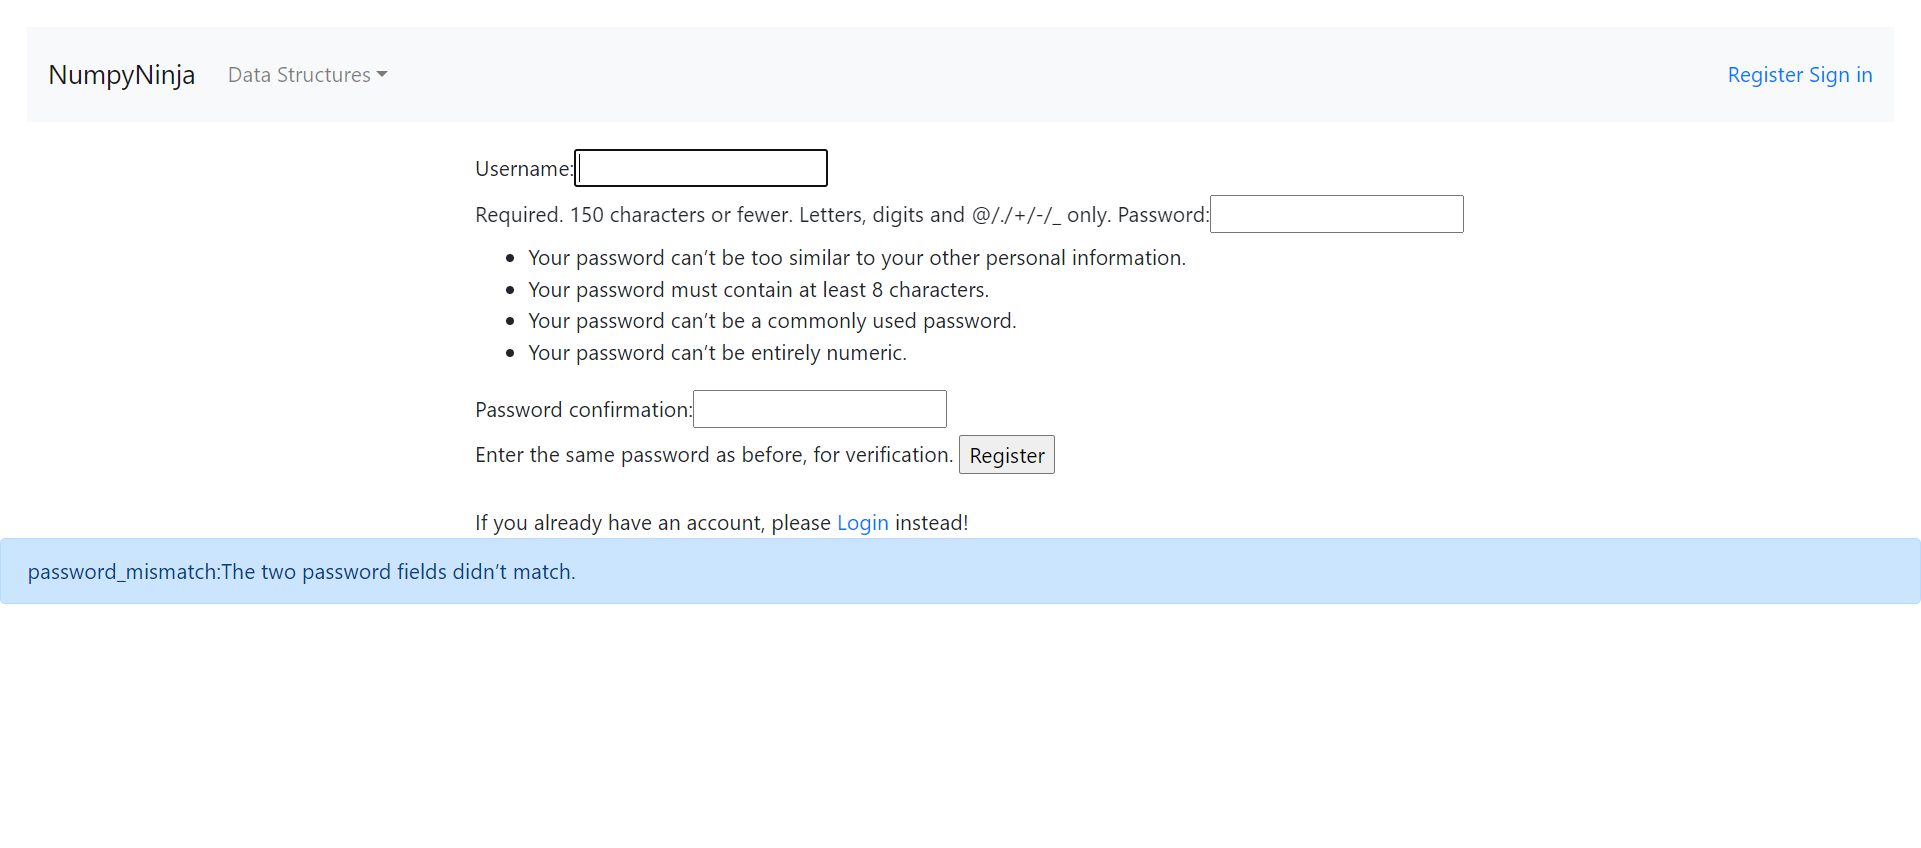 NumpyNinja Data Structures Register Sign in
Username:
Required. 150 characters or fewer. Letters, digits and @/./+/-/_ only. Password:
Your password can’t be too similar to your other personal information.
Your password must contain at least 8 characters.
Your password can’t be a commonly used password.
Your password can’t be entirely numeric.
Password confirmation:
Enter the same password as before, for verification. Register
If you already have an account, please Login instead!
password_mismatch:The two password fields didn’t match.